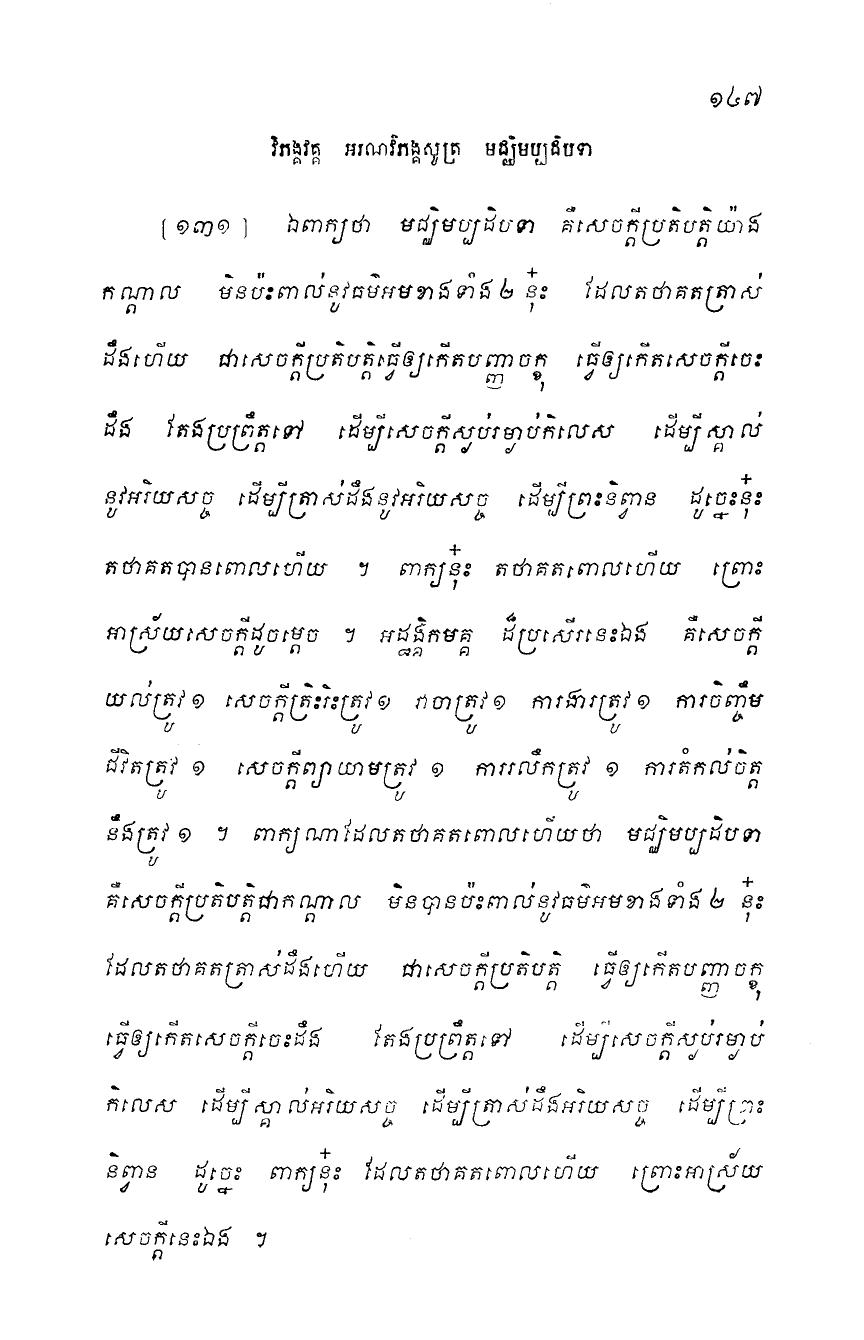 ១៤៧
វិភង្គវគ្គ អរណវិភង្គសូត្រ មជ្ឈិមប្បដិបទា
[១៣១] ឯពាក្យថា មជ្ឈិមប្បដិបទា គឺសេចក្តីប្រតិបត្តិយ៉ាង
កណ្តាល មិនប៉ះពាល់នូវធម៌អមខាងទាំង២ នុ៎ះ ដែលតថាគតត្រាស់
ដឹងហើយ ជាសេចក្តីប្រតិបត្តិធ្វើឲ្យកើតបញ្ញាចក្ខុ ធ្វើឲ្យកើតសេចក្តីចេះ
ដឹង តែងប្រព្រឹត្តទៅ ដើម្បីសេចក្តីស្ងប់រម្ងាប់កិលេស ដើម្បីស្គាល់
នូវអរិយសច្ច ដើម្បីត្រាស់ដឹងនូវអរិយសច្ច ដើម្បីព្រះនិព្វាន ដូច្នេះនុ៎ះ
តថាគតបានពោលហើយ ។ ពាក្យនុ៎ះ តថាគតពោលហើយ ព្រោះ
អាស្រ័យសេចក្តីដូចម្តេច ។ អដ្ឋង្គិកមគ្គ ដ៏ប្រសើរនេះឯង គឺសេចក្តី
យល់ត្រូវ ១ សេចក្តីត្រិះរិះត្រូវ ១ វាចាត្រូវ ១ ការងារត្រូវ ១ ការចិញ្ចឹម
ជីវិតត្រូវ ១ សេចក្តីព្យាយាមត្រូវ ១ ការរលឹកត្រូវ ១ ការតំកល់ចិត្ត
នឹងត្រូវ ១ ។ ពាក្យណាដែលតថាគតពោលហើយថា មជ្ឈិមប្បដិបទា
គឺសេចក្តីប្រតិបត្តិជាកណ្តាល មិនបានប៉ះពាល់នូវធម៌អមខាងទាំង២ នុ៎ះ
ដែលតថាគតត្រាស់ដឹងហើយ ជាសេចក្តីប្រតិបត្តិ ធ្វើឲ្យកើតបញ្ញាចក្ខុ
ធ្វើឲ្យកើតសេចក្តីចេះដឹង តែងប្រព្រឹត្តទៅ ដើម្បីសេចក្តីស្ងប់រម្ងាប់
កិលេស ដើម្បីស្គាល់អរិយសច្ច ដើម្បីត្រាស់ដឹងអរិយសច្ច ដើម្បីព្រះ
និព្វាន ដូច្នេះ ពាក្យនុ៎ះ ដែលតថាគតពោលហើយ ព្រោះអាស្រ័យ
សេចក្តីនេះឯង ។